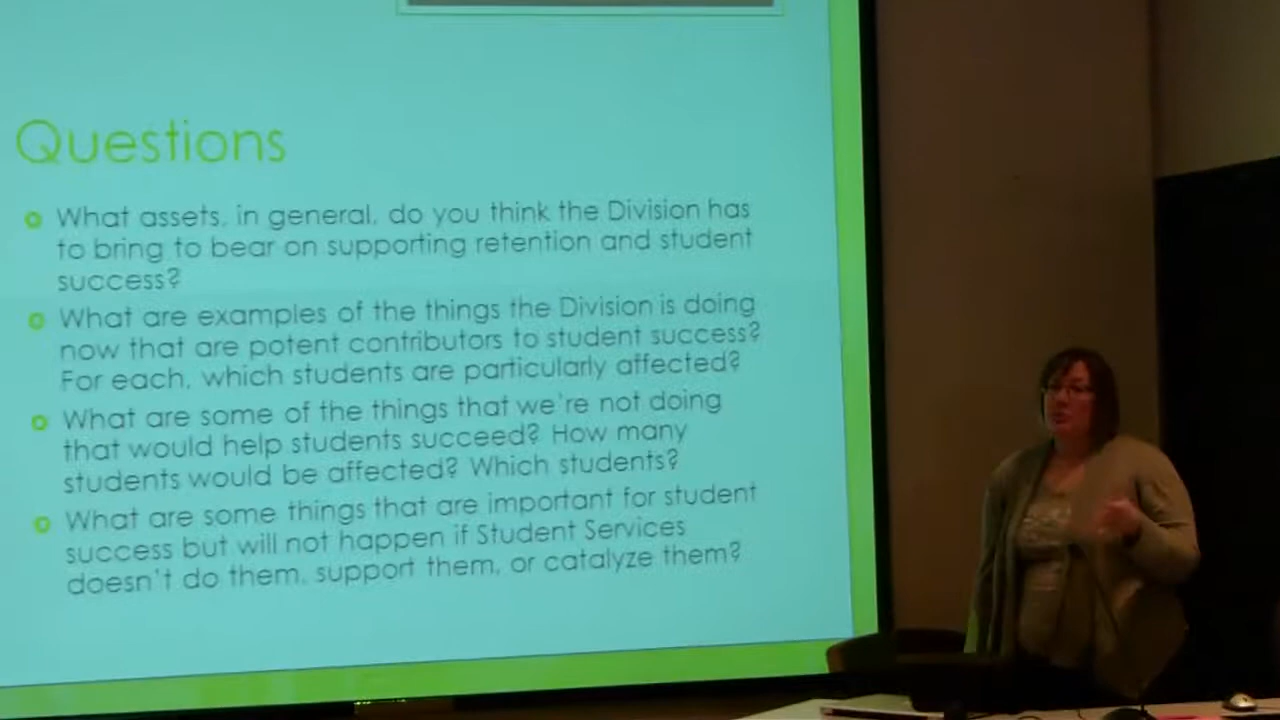 Questions
What assets, in general, do you think the Division has
to bring to bear on supporting retention and student
success?
What are examples of the things the Division is doing
now that are potent contributors to student success?
For each, which students are particularly affected?
What are some of the things that we're not doing
that would help students succeed? How many
students would be affected? Which students?
What are some things that are important for student
success but will not happen if Student Services
doesn't do them, support them, or catalyze them?